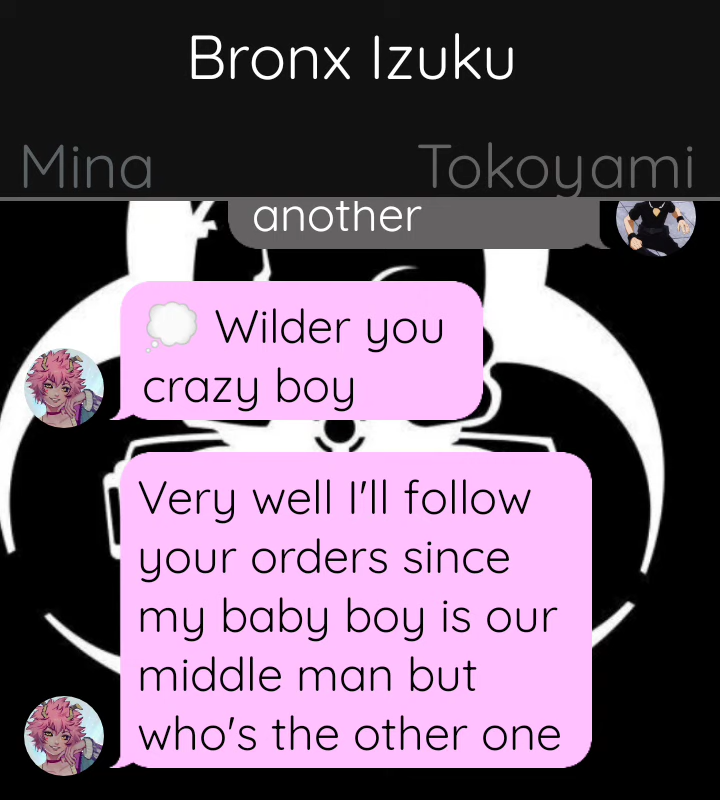 Bronx Izuku
Mina
Tokoyami
another
💭 Wilder you
crazy boy
Very well I'll follow
your orders since
my baby boy is our
middle man but
who's the other one